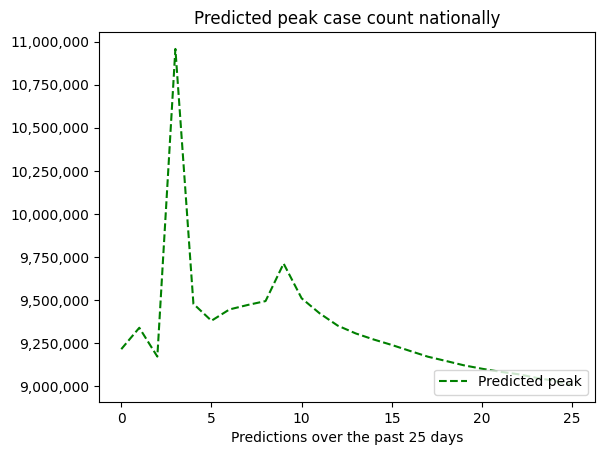 Predicted peak case count nationally
11,000,000
10,750,000
10,500,000
10,250,000
10,000,000
9,750,000
9,500,000
9,250,000
9,000,000
Predicted peak
0 5 10 15 20 25
Predictions over the past 25 days